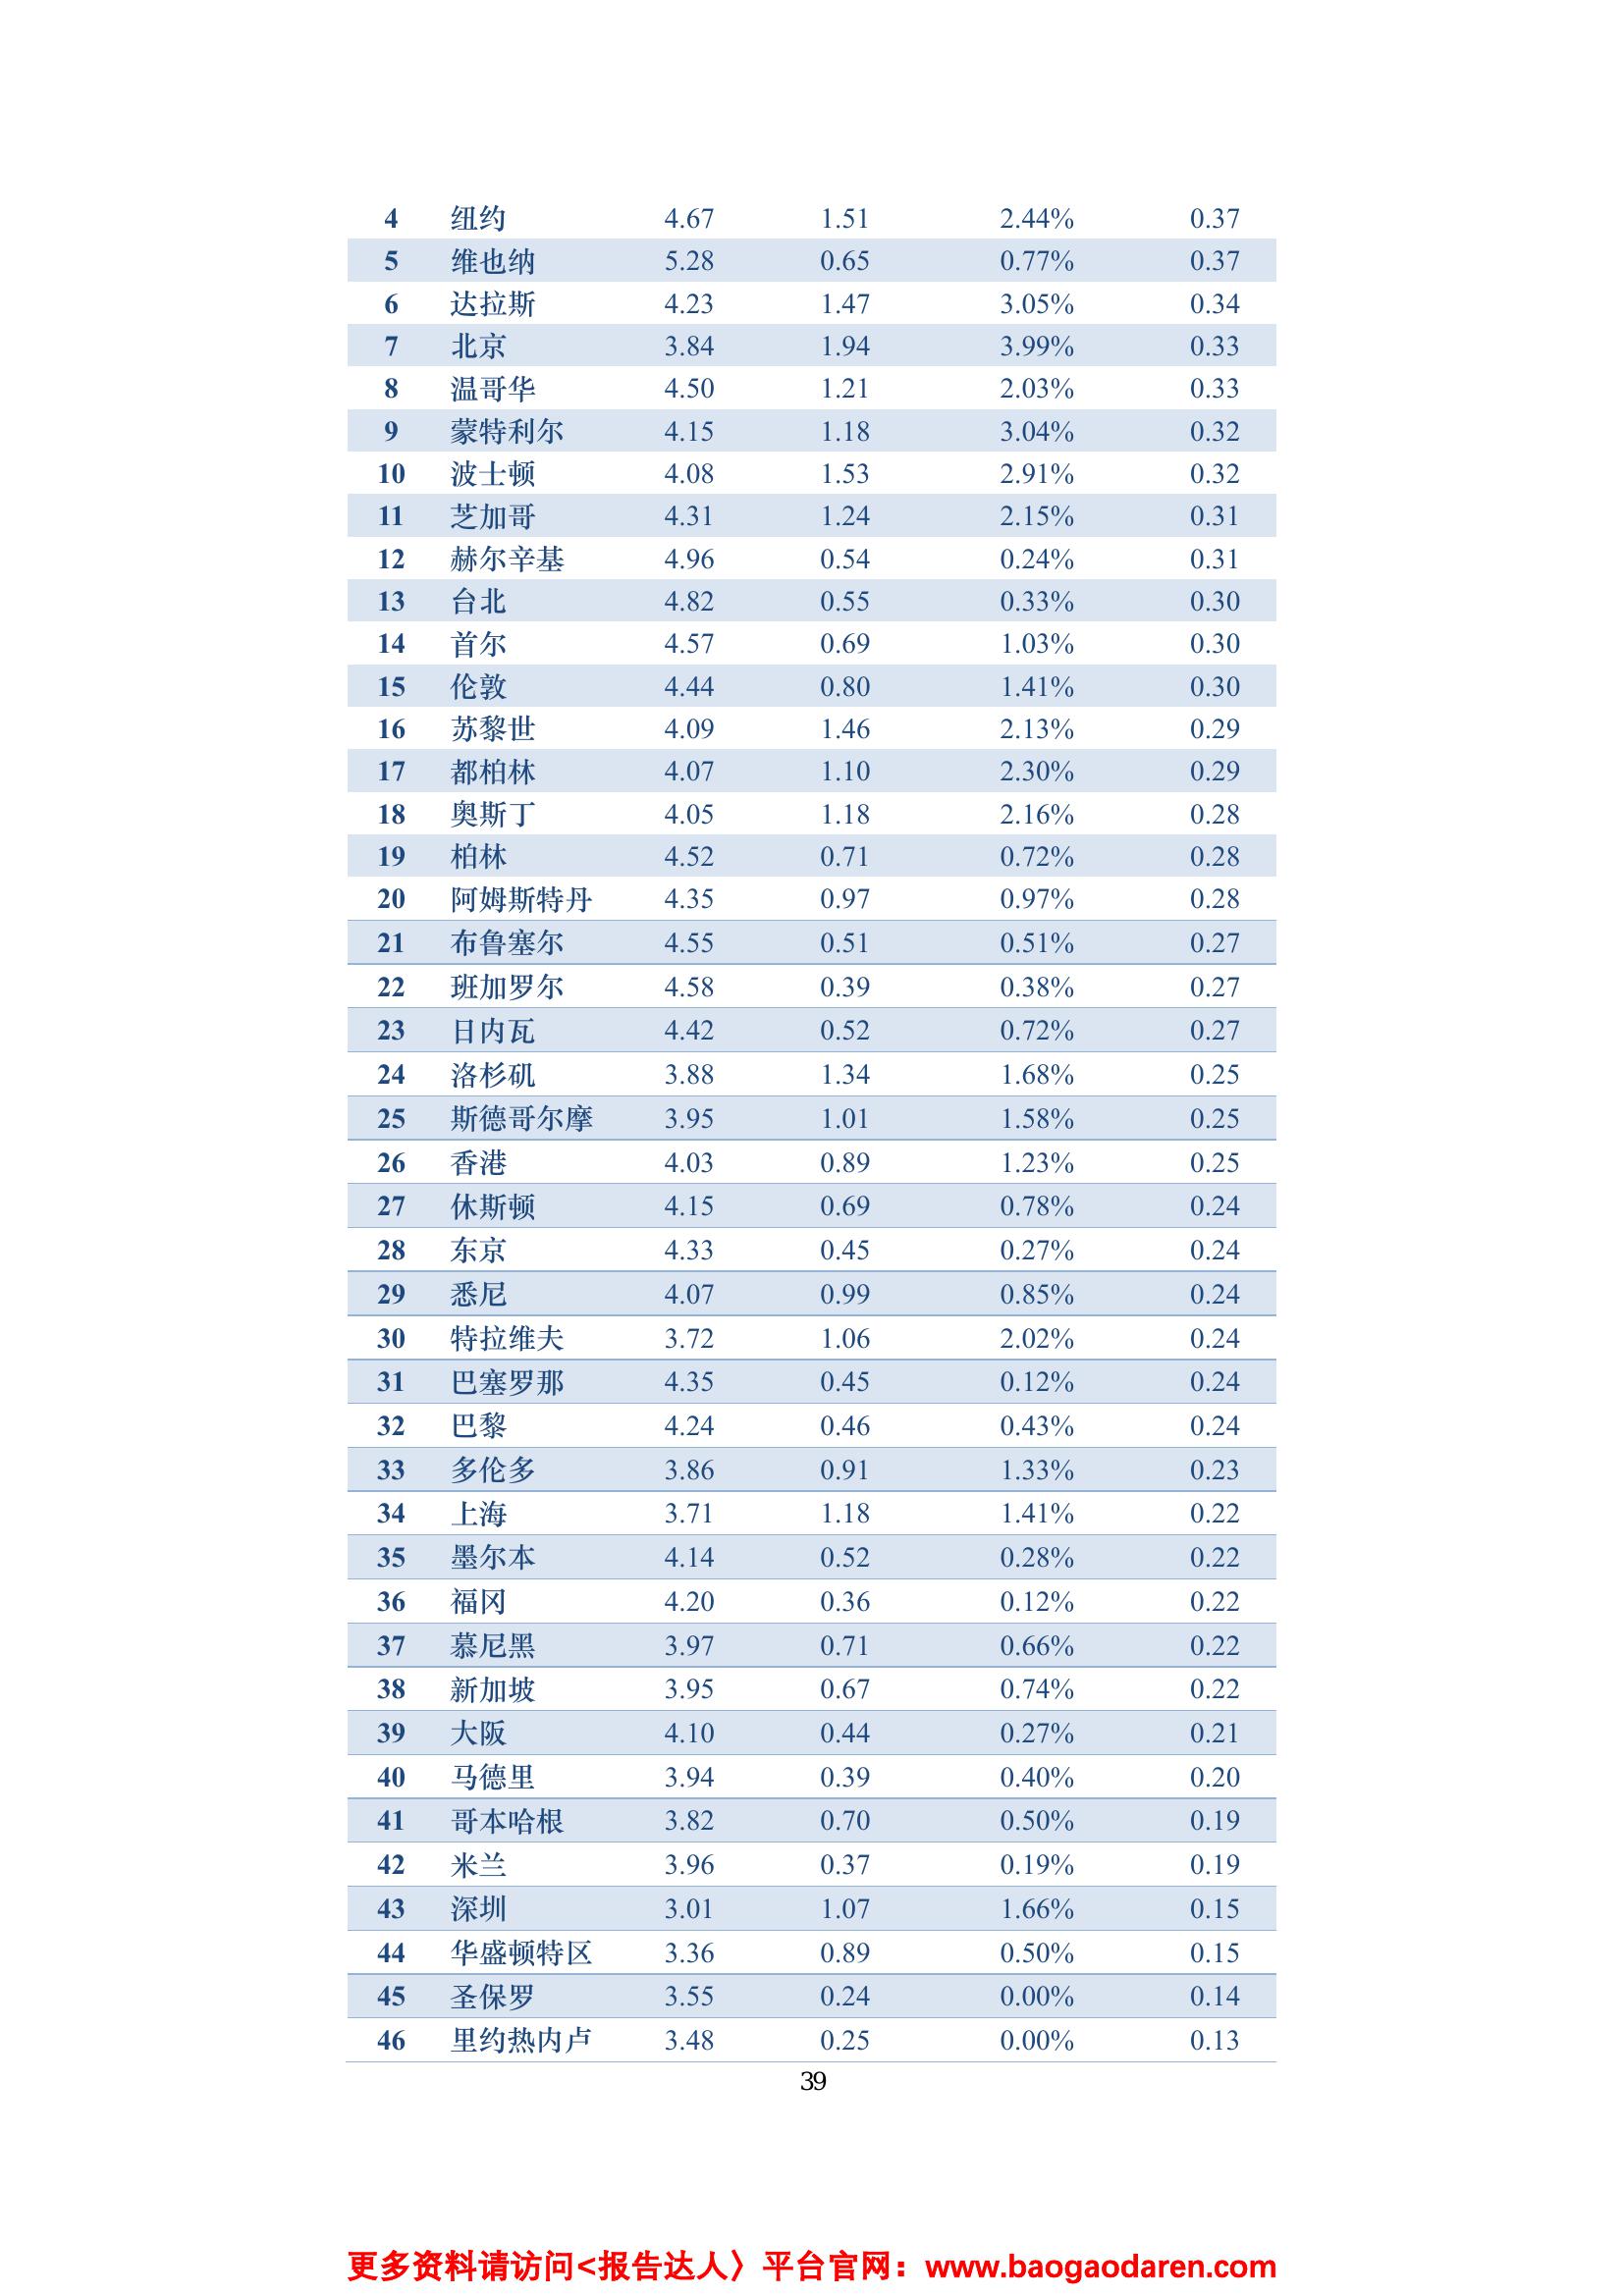 4 纽约 4.67 1.51 2.44% 0.37
5 维也纳 5.28 0.65 0.77% 0.37
6 达拉斯 4.23 1.47 3.05% 0.34
7 北京 3.84 1.94 3.99% 0.33
8 温哥华 4.50 1.21 2.03% 0.33
9 蒙特利尔 4.15 1.18 3.04% 0.32
10 波士顿 4.08 1.53 2.91% 0.32
11 芝加哥 4.31 1.24 2.15% 0.31
12 赫尔辛基 4.96 0.54 0.24% 0.31
13 台北 4.82 0.55 0.33% 0.30
14 首尔 4.57 0.69 1.03% 0.30
15 伦敦 4.44 0.80 1.41% 0.30
16 苏黎世 4.09 1.46 2.13% 0.29
17 都柏林 4.07 1.10 2.30% 0.29
18 奥斯丁 4.05 1.18 2.16% 0.28
19 柏林 4.52 0.71 0.72% 0.28
20 阿姆斯特丹 4.35 0.97 0.97% 0.28
21 布鲁塞尔 4.55 0.51 0.51% 0.27
22 班加罗尔 4.58 0.39 0.38% 0.27
23 日内瓦 4.42 0.52 0.72% 0.27
24 洛杉矶 3.88 1.34 1.68% 0.25
25 斯德哥尔摩 3.95 1.01 1.58% 0.25
26 香港 4.03 0.89 1.23% 0.25
27 休斯顿 4.15 0.69 0.78% 0.24
28 东京 4.33 0.45 0.27% 0.24
29 悉尼 4.07 0.99 0.85% 0.24
30 特拉维夫 3.72 1.06 2.02% 0.24
31 巴塞罗那 4.35 0.45 0.12% 0.24
32 巴黎 4.24 0.46 0.43% 0.24
33 多伦多 3.86 0.91 1.33% 0.23
34 上海 3.71 1.18 1.41% 0.22
35 墨尔本 4.14 0.52 0.28% 0.22
36 福冈 4.20 0.36 0.12% 0.22
37 慕尼黑 3.97 0.71 0.66% 0.22
38 新加坡 3.95 0.67 0.74% 0.22
39 大阪 4.10 0.44 0.27% 0.21
40 马德里 3.94 0.39 0.40% 0.20
41 哥本哈根 3.82 0.70 0.50% 0.19
42 米兰 3.96 0.37 0.19% 0.19
43 深圳 3.01 1.07 1.66% 0.15
44 华盛顿特区 3.36 0.89 0.50% 0.15
45 圣保罗 3.55 0.24 0.00% 0.14
46 里约热内卢 3.48 0.25 0.00% 0.13
39
更多资料请访问<报告达人〉平台官网：www.baogaodaren.com